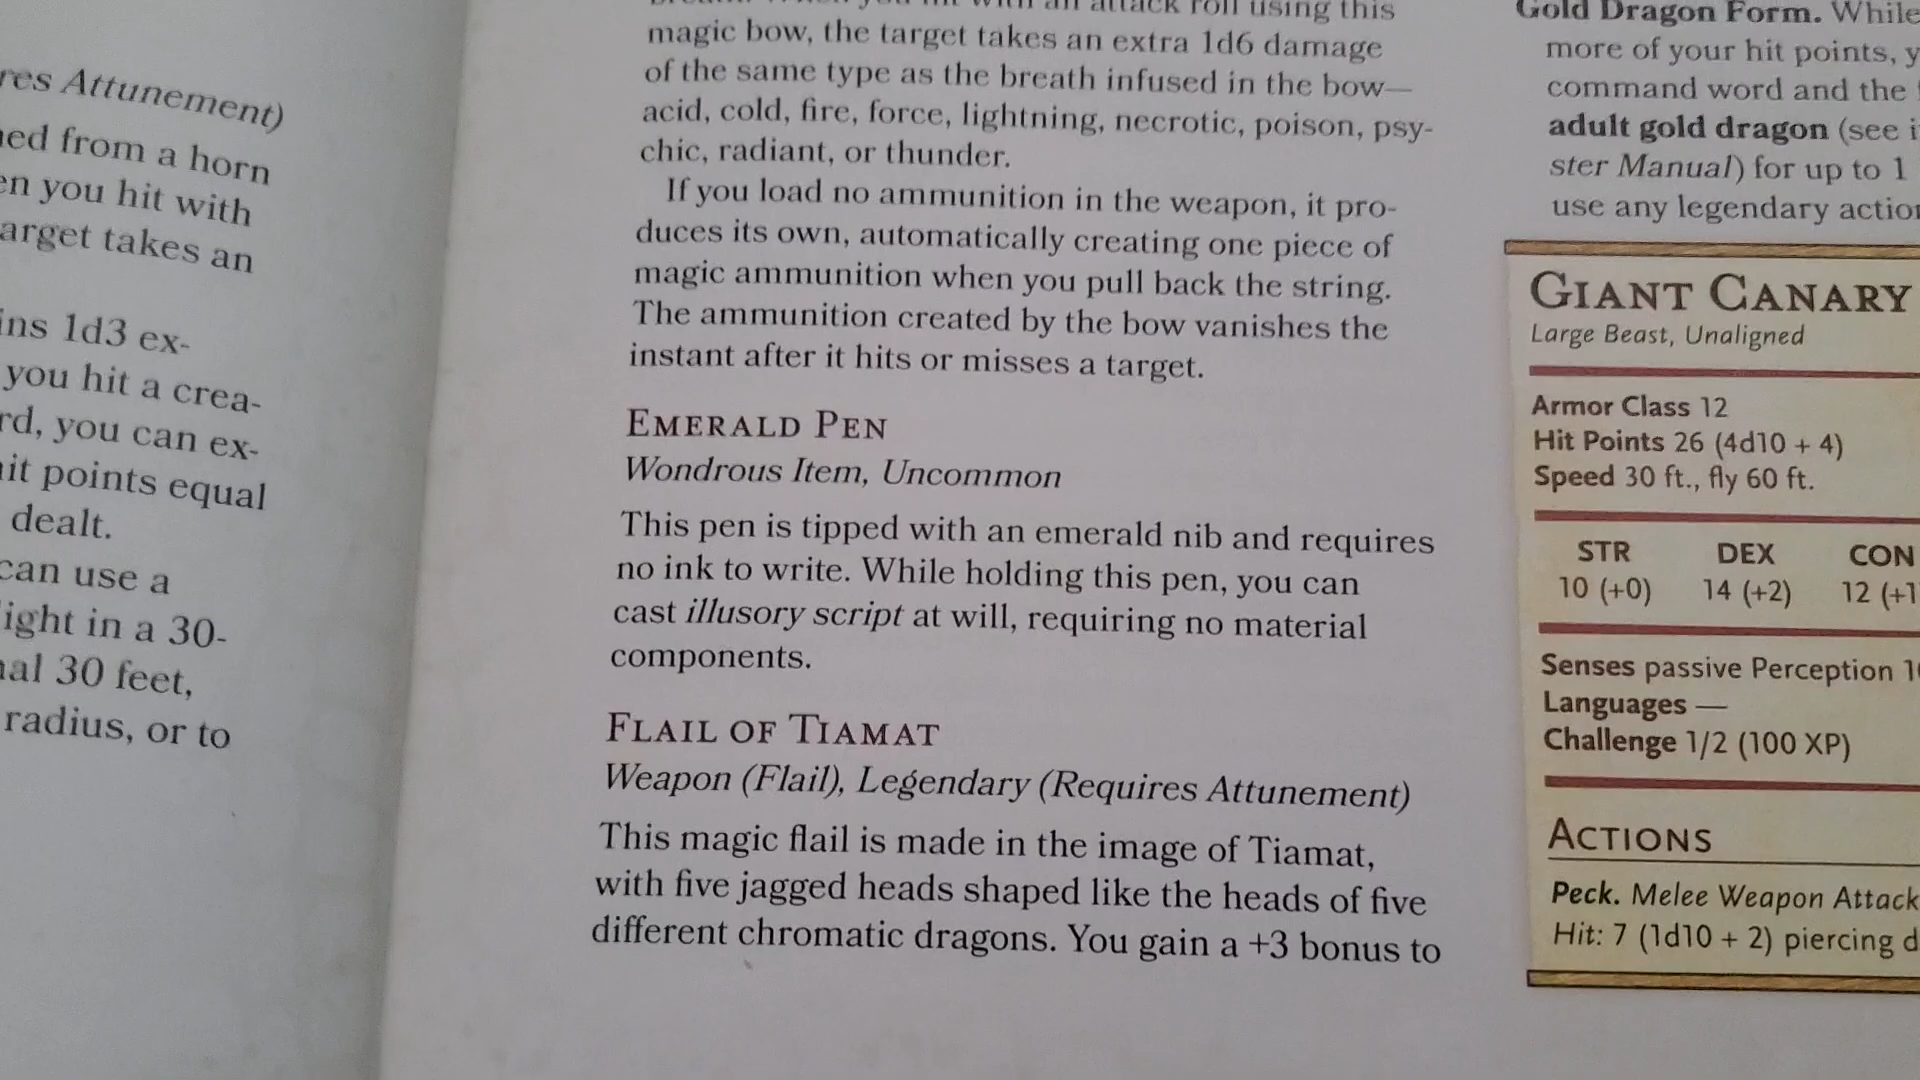 res Attunement)
ned from a horn
en you hit with
arget takes an
ins 1d3 ex-
you hit a crea-
rd, you can ex-
hit points equal
dealt.
can use a
light in a 30-
nal 30 feet,
radius, or to
attack roll using this
magic bow, the target takes an extra 1d6 damage
of the same type as the breath infused in the bow—
acid, cold, fire, force, lightning, necrotic, poison, psy-
chic, radiant, or thunder.
If you load no ammunition in the weapon, it pro-
duces its own, automatically creating one piece of
magic ammunition when you pull back the string.
The ammunition created by the bow vanishes the
instant after it hits or misses a target.
EMERALD PEN
Wondrous Item, Uncommon
This pen is tipped with an emerald nib and requires
no ink to write. While holding this pen, you can
cast illusory script at will, requiring no material
components.
FLAIL OF TIAMAT
Weapon (Flail), Legendary (Requires Attunement)
This magic flail is made in the image of Tiamat,
with five jagged heads shaped like the heads of five
different chromatic dragons. You gain a +3 bonus to
Gold Dragon Form. While
more of your hit points, y
command word and the
adult gold dragon (see i
ster Manual) for up to 1
use any legendary action
GIANT CANARY
Large Beast, Unaligned
Armor Class 12
Hit Points 26 (4d10 + 4)
Speed 30 ft., fly 60 ft.
STR DEX CON
10 (+0) 14 (+2) 12 (+1
Senses passive Perception 10
Languages —
Challenge 1/2 (100 XP)
ACTIONS
Peck. Melee Weapon Attack
Hit: 7 (1d10 + 2) piercing d